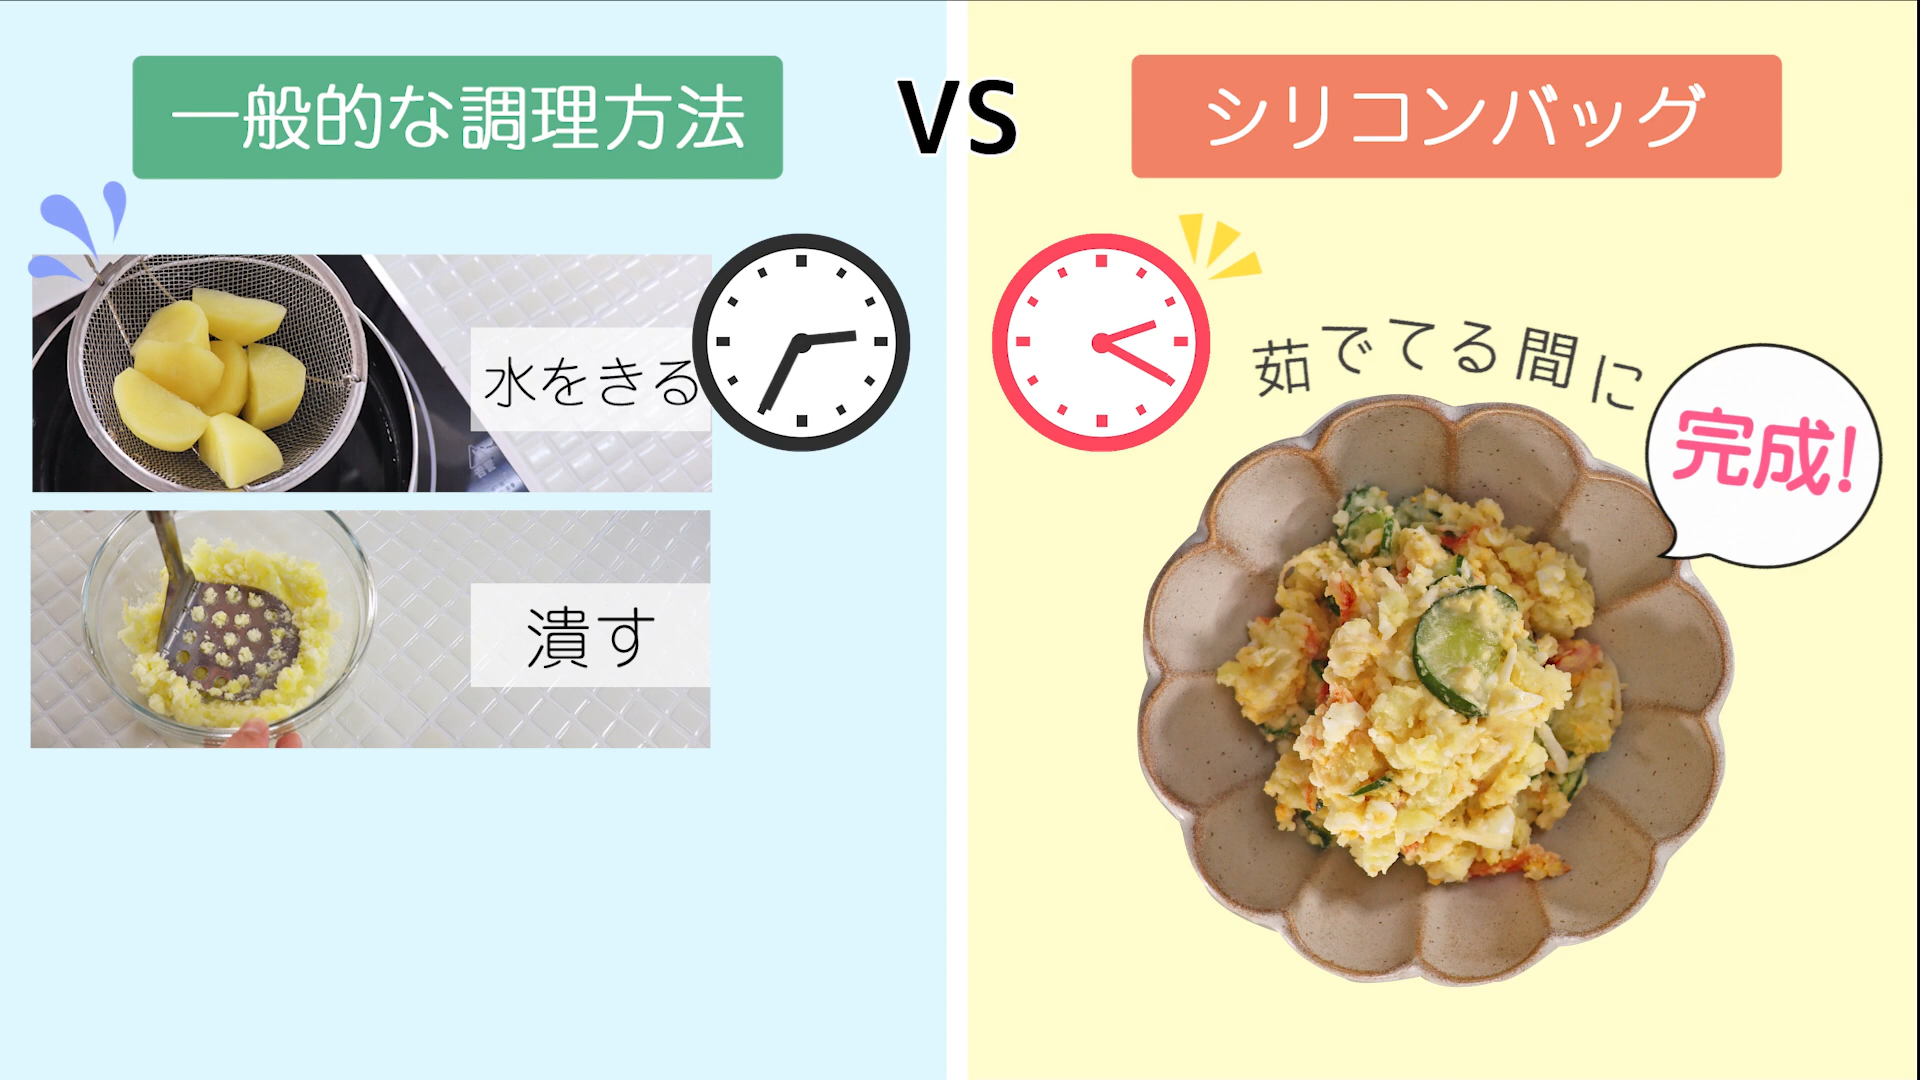 一般的な調理方法
VS
シリコンバッグ
水をきる
潰す
茹でてる間に
完成!